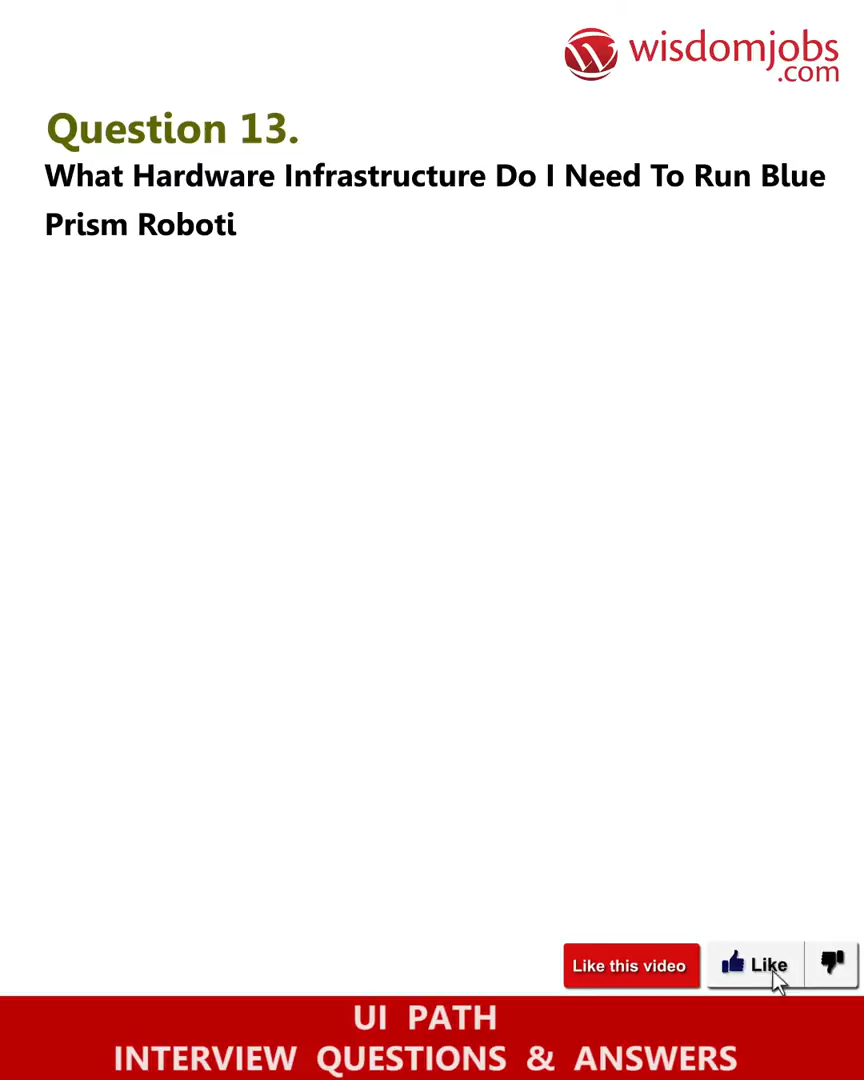 wisdomjobs
.com
Question 13.
What Hardware Infrastructure Do I Need To Run Blue
Prism Roboti
Like this video
Like
UI PATH
INTERVIEW QUESTIONS & ANSWERS